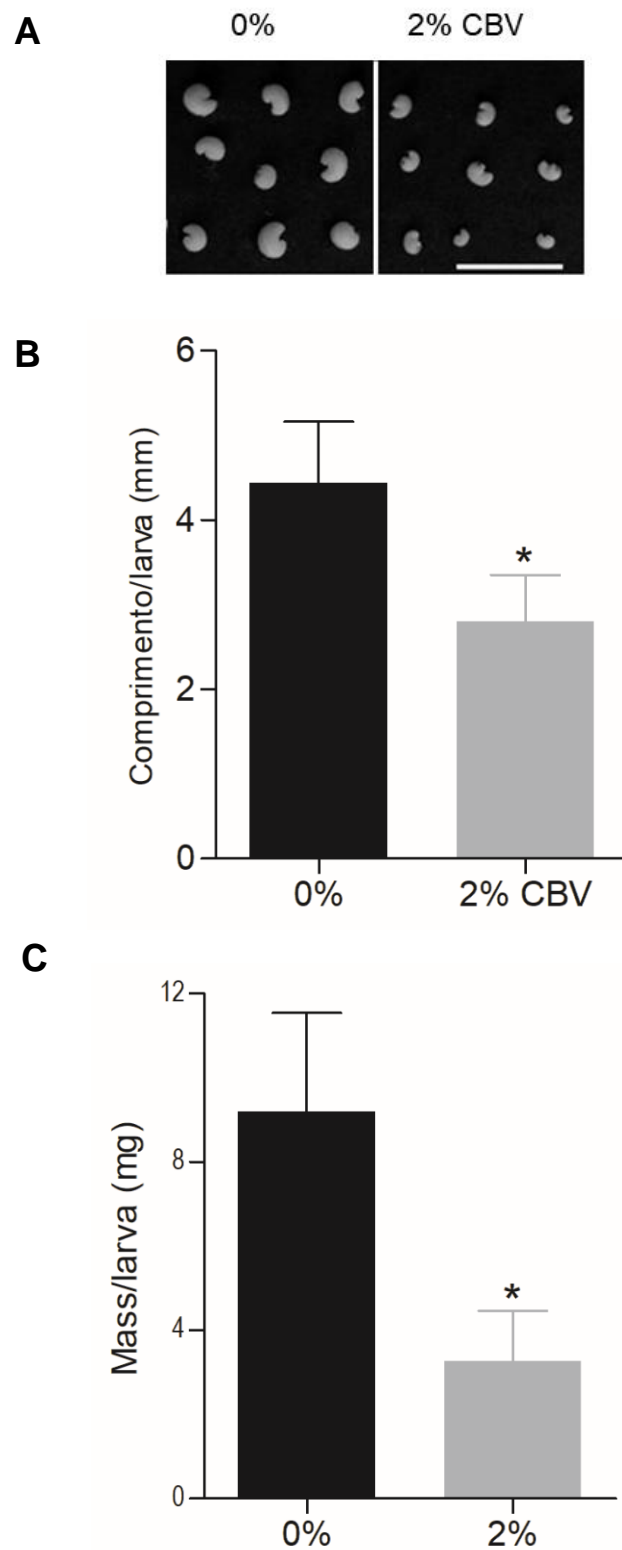 A
0% 2% CBV
B
6
4
2
0
Comprimento/larva (mm)
*
0% 2% CBV
C
12
8
4
0
Mass/larva (mg)
*
0% 2%